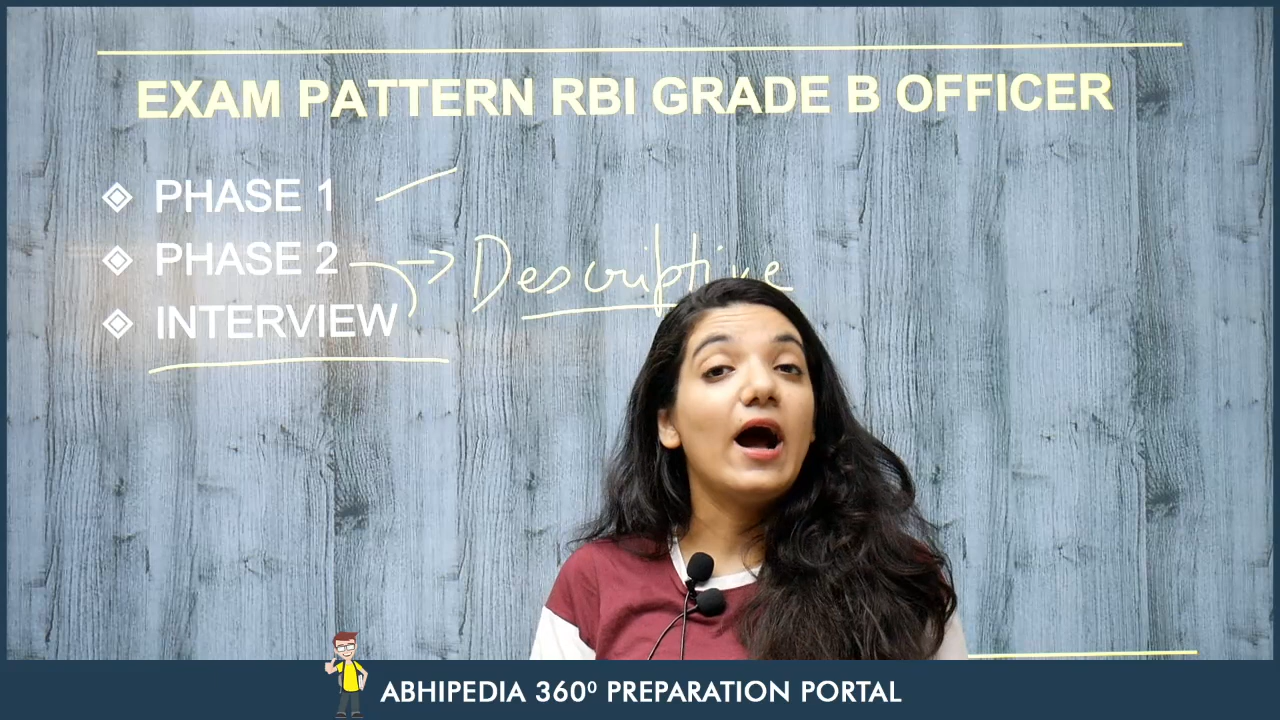 EXAM PATTERN RBI GRADE B OFFICER
PHASE 1
PHASE 2 Descriptive
INTERVIEW
ABHIPEDIA 360⁰ PREPARATION PORTAL